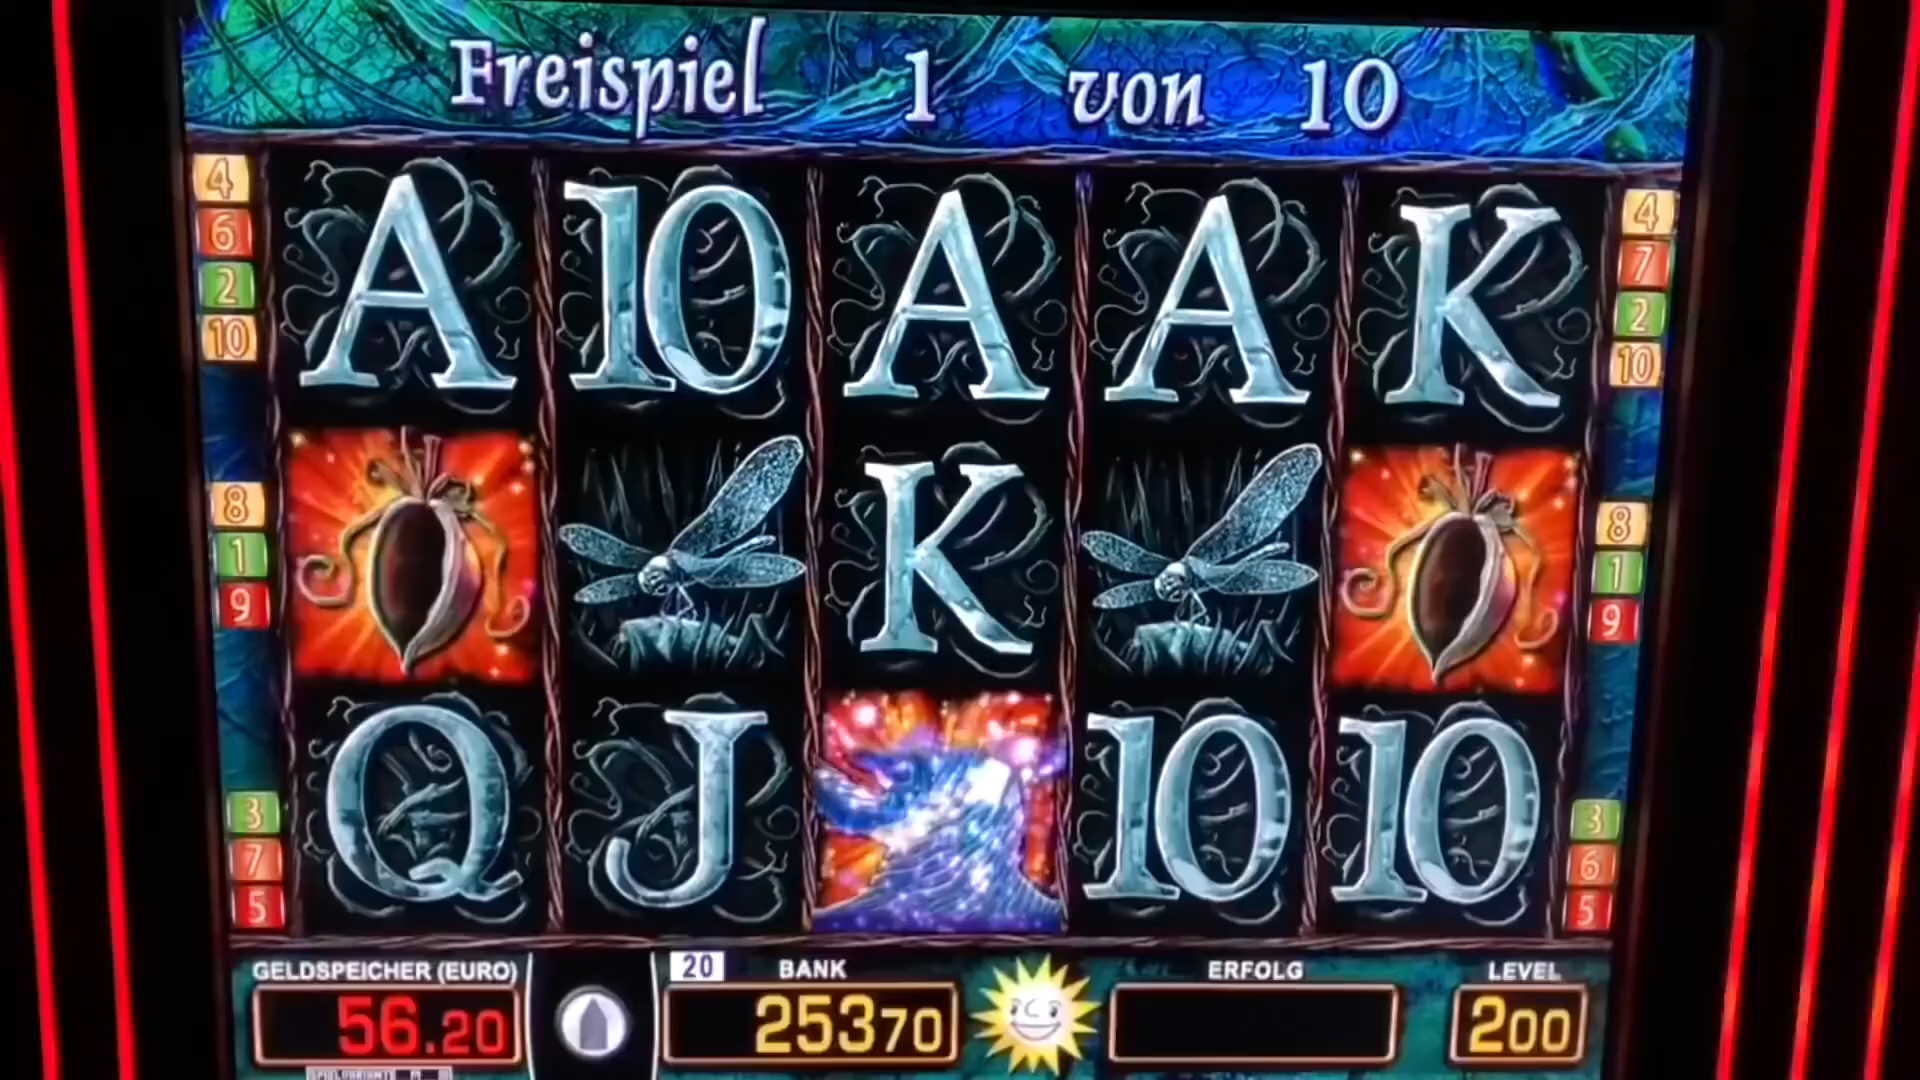 Freispiel 1 von 10
4 A 10 A A K 4
6 7
2 2
10 10
8 K 8
1 1
9 9
Q J 10 10
3 3
7 6
5 5
GELDSPEICHER (EURO) 20 BANK ERFOLG LEVEL
56.20 25370 200